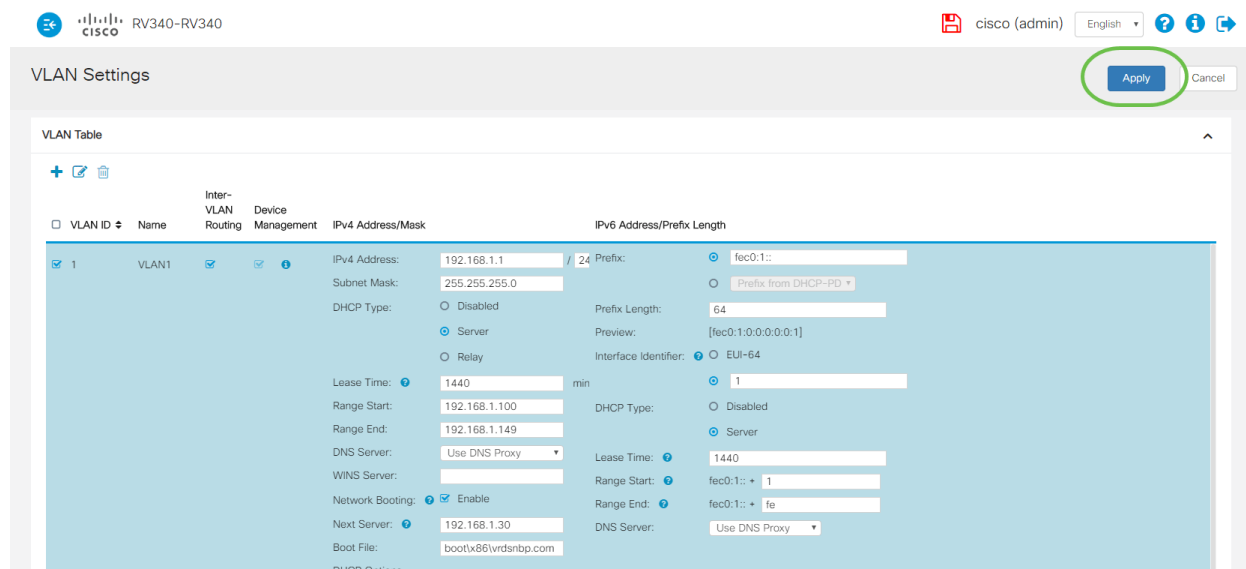 CISCO RV340-RV340 cisco (admin) English
VLAN Settings Apply Cancel
VLAN Table
Inter-
VLAN Device
VLAN ID Name Routing Management IPv4 Address/Mask IPv6 Address/Prefix Length
1 VLAN1 IPv4 Address: 192.168.1.1 / 24 Prefix: fec0:1::
Subnet Mask: 255.255.255.0 Prefix from DHCP-PD
DHCP Type: Disabled Prefix Length: 64
Server Preview: [fec0:1:0:0:0:0:0:1]
Relay Interface Identifier: EUI-64
Lease Time: 1440 min 1
Range Start: 192.168.1.100 DHCP Type: Disabled
Range End: 192.168.1.149 Server
DNS Server: Use DNS Proxy Lease Time: 1440
WINS Server: Range Start: fec0:1:: + 1
Network Booting: Enable Range End: fec0:1:: + fe
Next Server: 192.168.1.30 DNS Server: Use DNS Proxy
Boot File: boot\x86\vrdsnbp.com
DHCP Options: